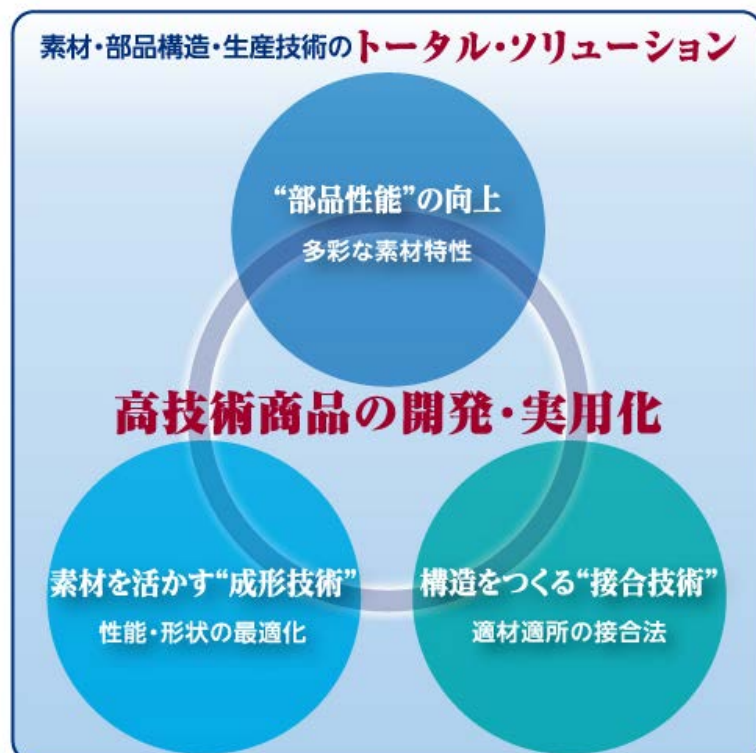 素材・部品構造・生産技術のトータル・ソリューション
“部品性能”の向上
多彩な素材特性
高技術商品の開発・実用化
素材を活かす“成形技術”
性能・形状の最適化
構造をつくる“接合技術”
適材適所の接合法